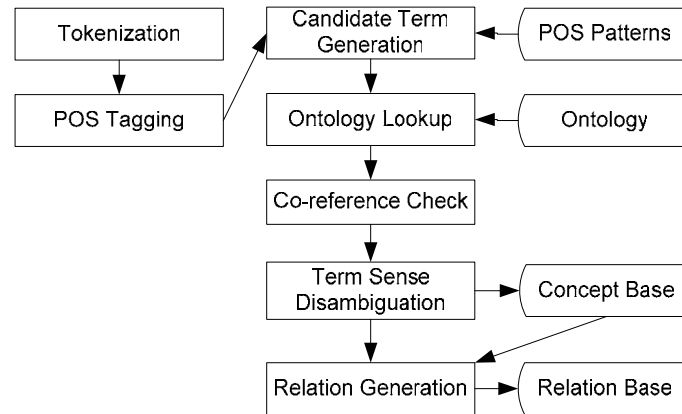 Tokenization
POS Tagging
Candidate Term
Generation
POS Patterns
Ontology Lookup
Ontology
Co-reference Check
Term Sense
Disambiguation
Concept Base
Relation Generation
Relation Base